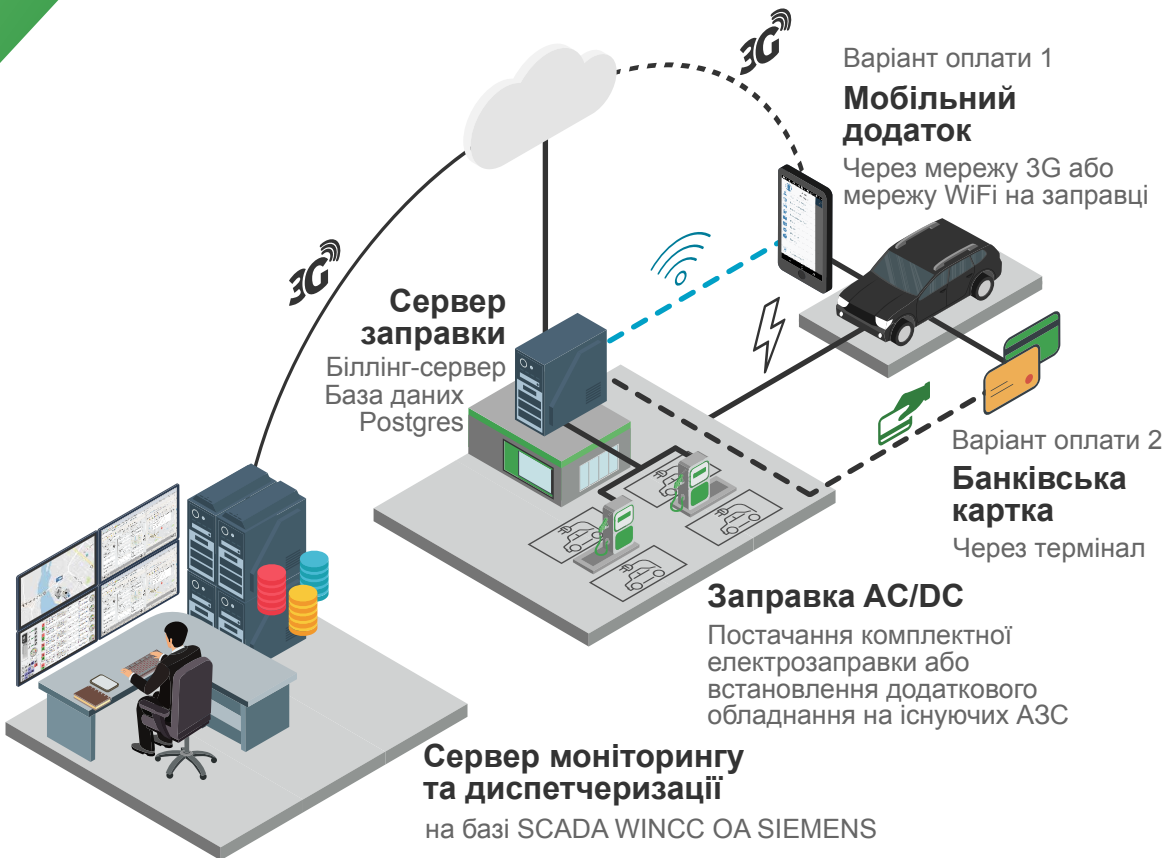 3G
Варіант оплати 1
Мобільний
додаток
Через мережу 3G або
мережу WiFi на заправці
3G
Сервер
заправки
Біллінг-сервер
База даних
Postgres
Варіант оплати 2
Банківська
картка
Через термінал
Заправка AC/DC
Постачання комплектної
електрозаправки або
встановлення додаткового
обладнання на існуючих АЗС
Сервер моніторингу
та диспетчеризації
на базі SCADA WINCC OA SIEMENS